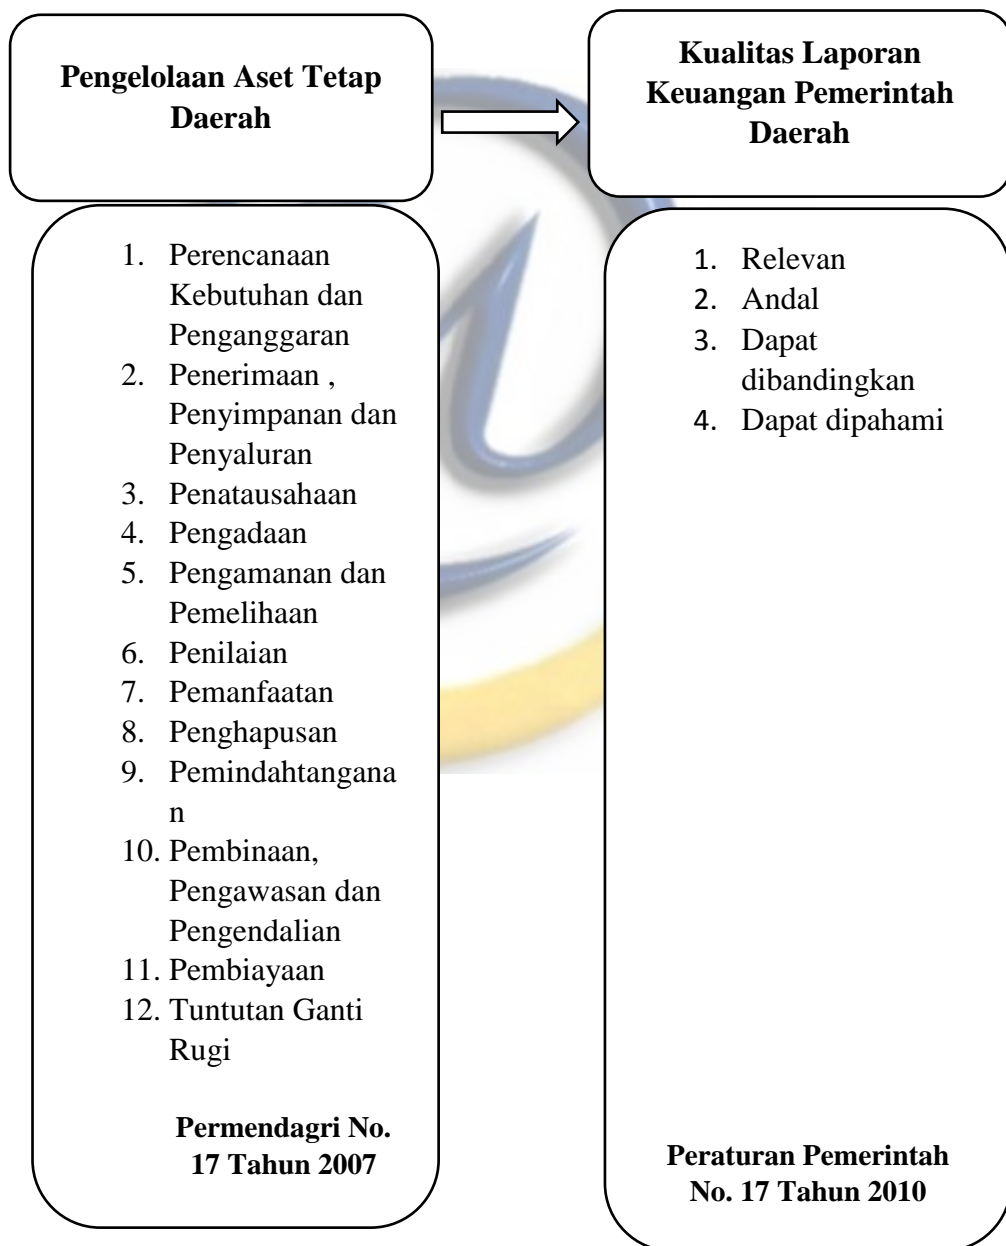 Pengelolaan Aset Tetap
Daerah
Kualitas Laporan
Keuangan Pemerintah
Daerah
1. Perencanaan
Kebutuhan dan
Penganggaran
2. Penerimaan ,
Penyimpanan dan
Penyaluran
3. Penatausahaan
4. Pengadaan
5. Pengamanan dan
Pemelihaan
6. Penilaian
7. Pemanfaatan
8. Penghapusan
9. Pemindahtangana
n
10. Pembinaan,
Pengawasan dan
Pengendalian
11. Pembiayaan
12. Tuntutan Ganti
Rugi
Permendagri No.
17 Tahun 2007
1. Relevan
2. Andal
3. Dapat
dibandingkan
4. Dapat dipahami
Peraturan Pemerintah
No. 17 Tahun 2010